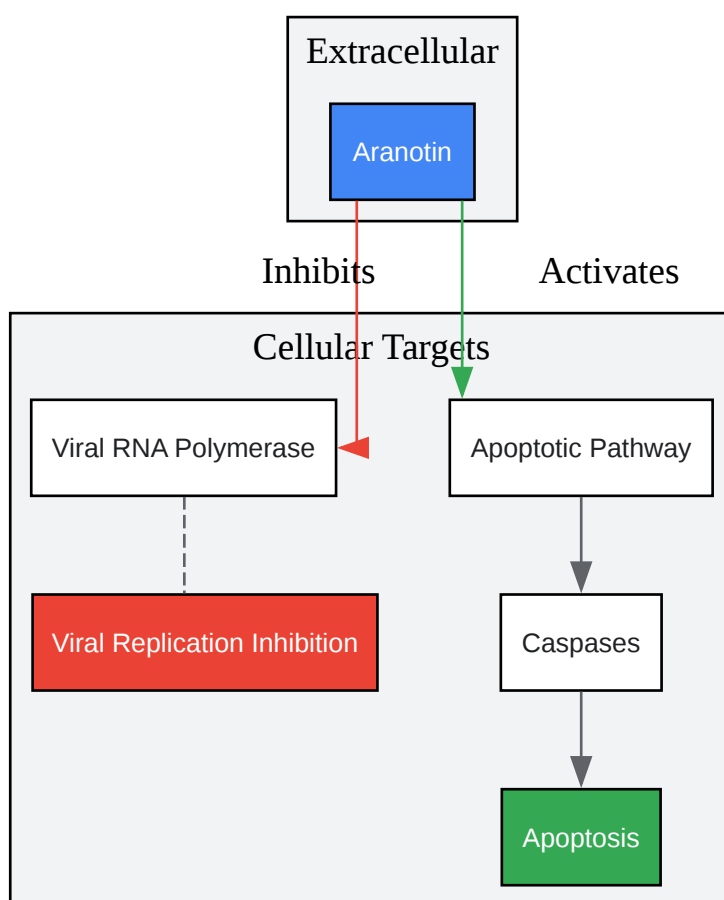 Extracellular
Aranotin
Inhibits
Activates
Cellular Targets
Viral RNA Polymerase
Apoptotic Pathway
Viral Replication Inhibition
Caspases
Apoptosis